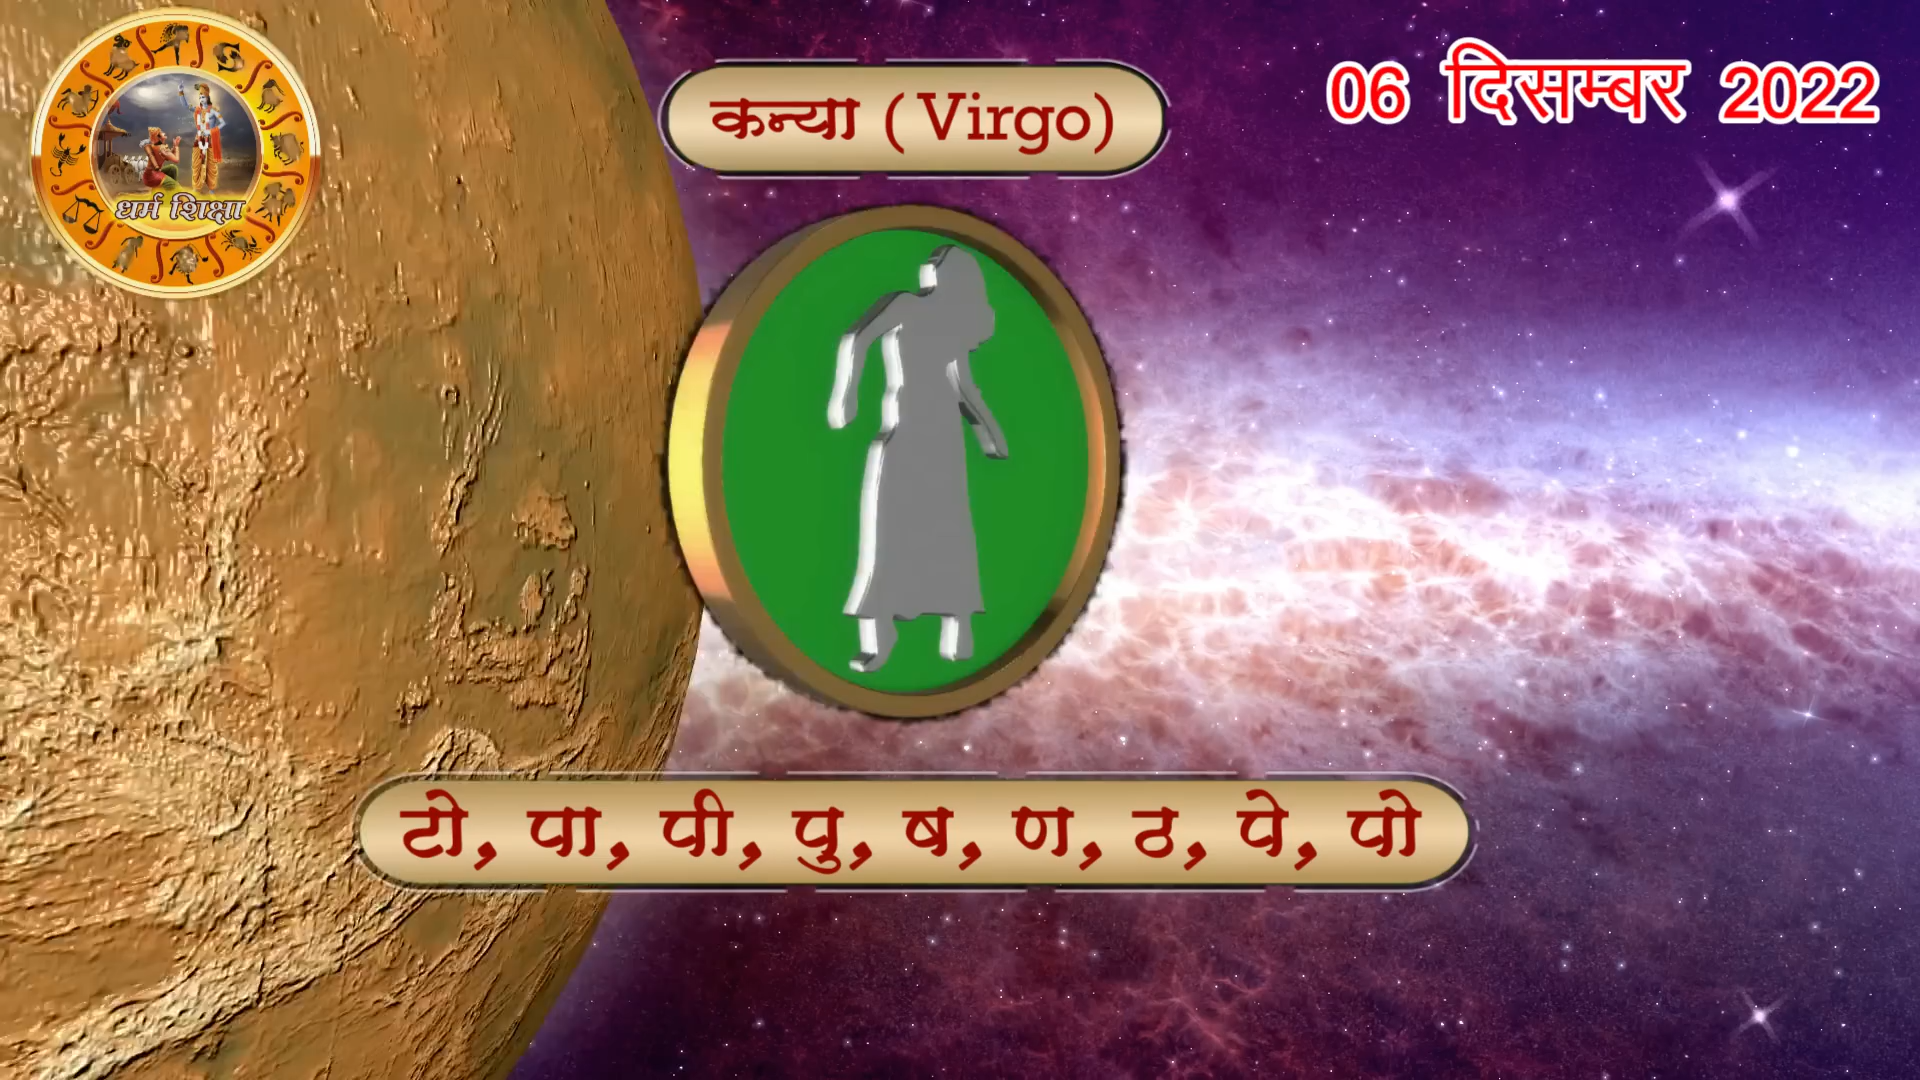 धर्म शिक्षा
कन्या (Virgo)
06 दिसम्बर 2022
टो, पा, पी, पु, ष, ण, ठ, पे, पो